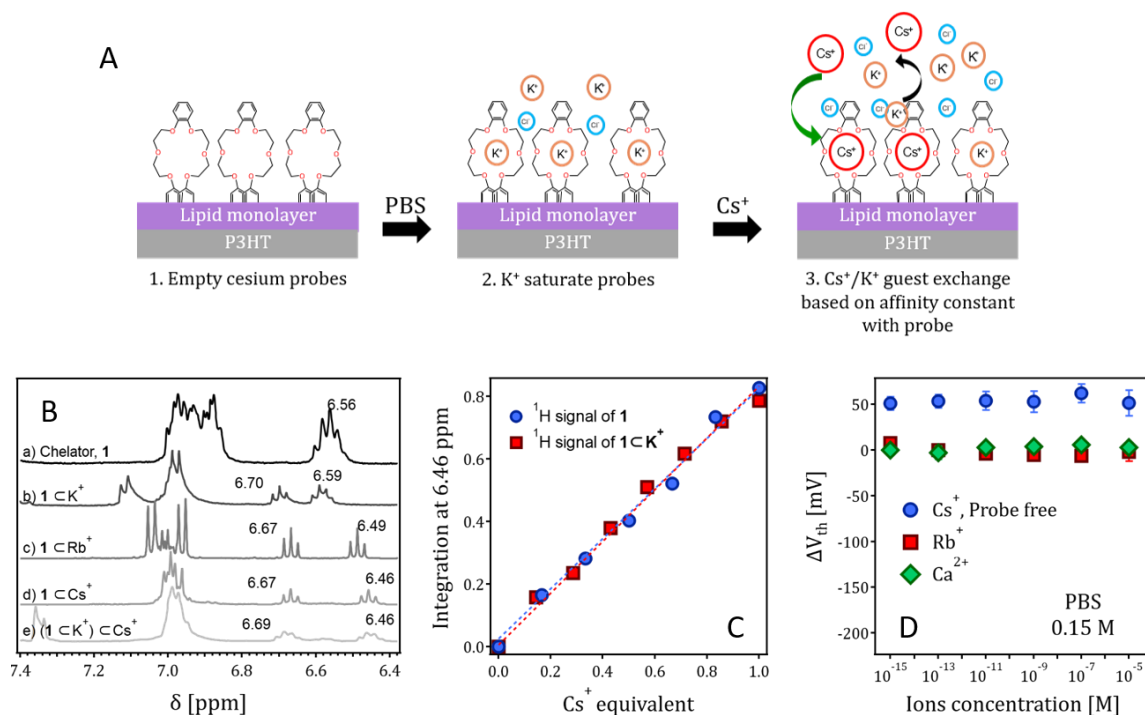 A
Cs⁺
Cl⁻
Cs⁺
K⁺
K⁺
K⁺
K⁺
K⁺
Cl⁻
Cl⁻
Cl⁻
Cl⁻
Cl⁻
Cl⁻
K⁺
Cl⁻
K⁺
K⁺
K⁺
Cs⁺
Cs⁺
K⁺
O O O O O O O O
O O O O O O O O
O O O O O O O O
Lipid monolayer
P3HT
PBS
Lipid monolayer
P3HT
Cs⁺
Lipid monolayer
P3HT
1. Empty cesium probes
2. K⁺ saturate probes
3. Cs⁺/K⁺ guest exchange
based on affinity constant
with probe
B
6.56
a) Chelator, 1
6.70
6.59
b) 1 ⊂ K⁺
6.67
6.49
c) 1 ⊂ Rb⁺
6.67
6.46
d) 1 ⊂ Cs⁺
6.69
6.46
e) (1 ⊂ K⁺) ⊂ Cs⁺
7.4 7.2 7.0 6.8 6.6 6.4
δ [ppm]
Integration at 6.46 ppm
0.8
0.6
0.4
0.2
0.0
¹H signal of 1
¹H signal of 1 ⊂ K⁺
C
0.0 0.2 0.4 0.6 0.8 1.0
Cs⁺ equivalent
ΔVth [mV]
50
0
-50
-100
-150
-200
Cs⁺, Probe free
Rb⁺
Ca²⁺
D
PBS
0.15 M
10⁻¹⁵ 10⁻¹³ 10⁻¹¹ 10⁻⁹ 10⁻⁷ 10⁻⁵
Ions concentration [M]